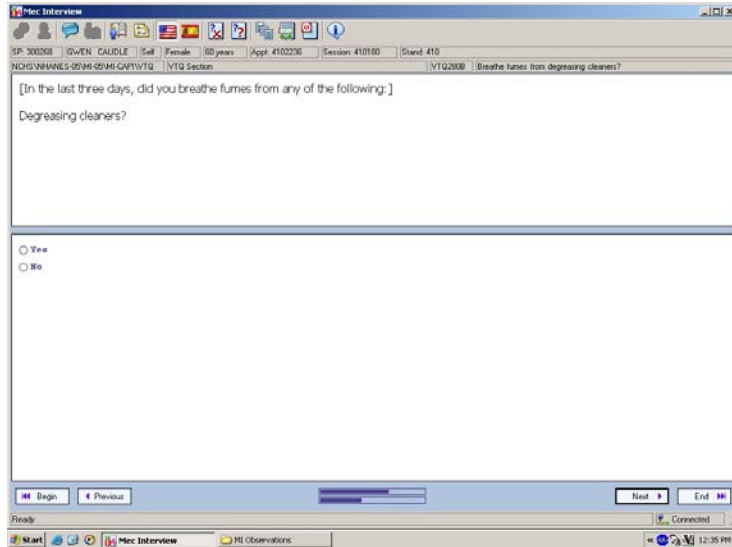 Mec Interview
SP: 300268 GWEN CAUDLE Self Female 60 years Appt: 4102236 Session: 410180 Stand: 410
NCHS\NHANES-05\MI-05\MI-CAPI\VTQ VTQ Section VTQ280B Breathe fumes from degreasing cleaners?
[In the last three days, did you breathe fumes from any of the following:]
Degreasing cleaners?
Yes
No
Begin Previous Next End
Ready Connected
Start Mec Interview MI Observations 12:35 PM